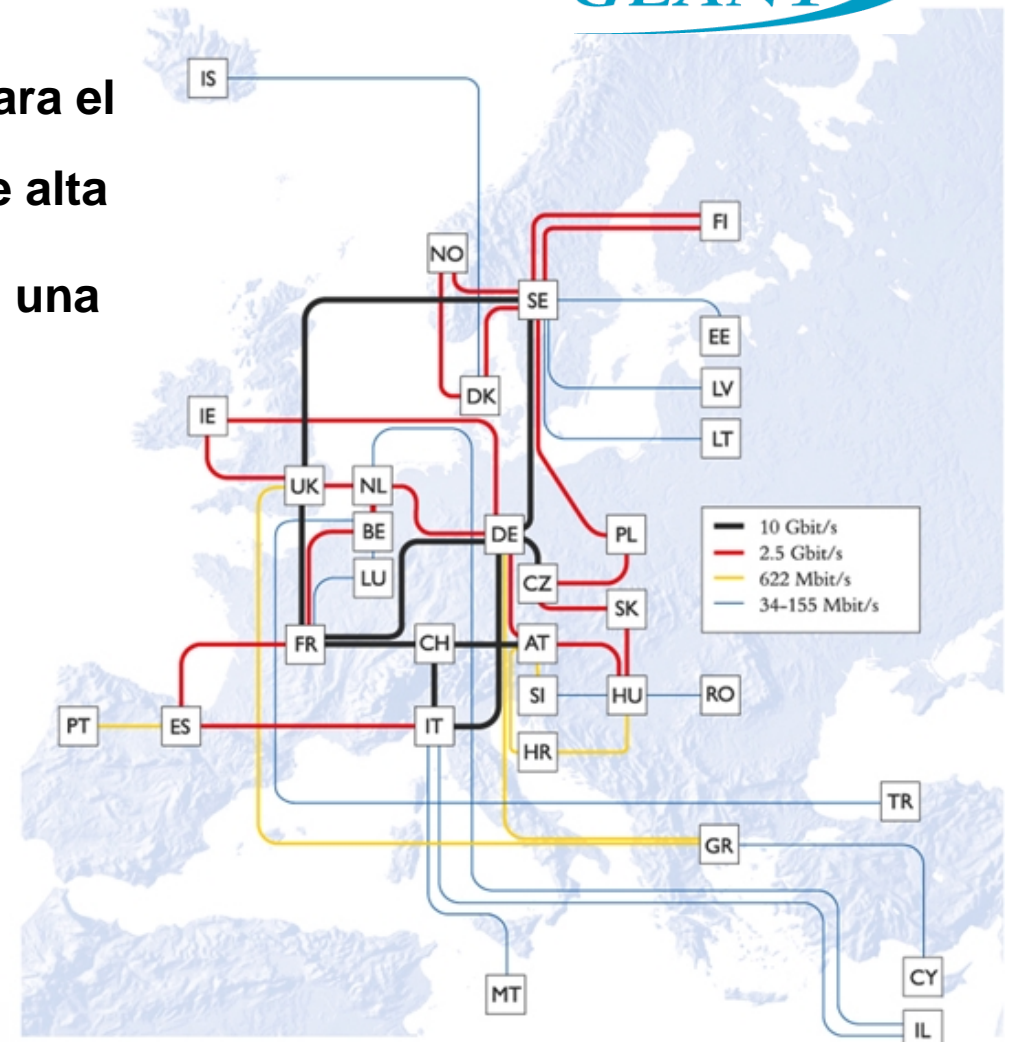 GÉANT
ara el
e alta
una
IS
FI
NO
SE
EE
DK
LV
IE
LT
UK
NL
BE
DE
PL
LU
CZ
SK
FR
CH
AT
SI
HU
RO
PT
ES
IT
HR
TR
GR
CY
MT
IL
10 Gbit/s
2.5 Gbit/s
622 Mbit/s
34-155 Mbit/s